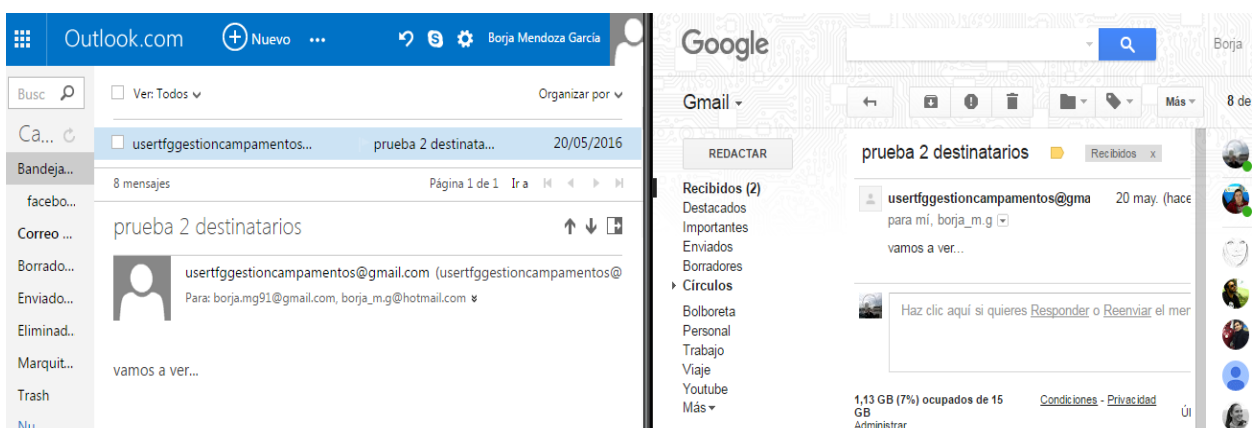 Outlook.com
Nuevo
...
Borja Mendoza García
Busc
Ver: Todos
Organizar por
Ca...
usertfggestioncampamentos...
prueba 2 destinata...
20/05/2016
Bandeja...
8 mensajes
Página 1 de 1
Ir a
facebo...
Correo ...
prueba 2 destinatarios
Borrado...
usertfggestioncampamentos@gmail.com (usertfggestioncampamentos@
Enviado...
Para: borja.mg91@gmail.com, borja_m.g@hotmail.com
Eliminad...
Marquit...
vamos a ver...
Trash
Nu
Google
Borja
Gmail
Más
8 de
REDACTAR
prueba 2 destinatarios
Recibidos x
Recibidos (2)
usertfggestioncampamentos@gma
20 may. (hace
Destacados
para mí, borja_m.g
Importantes
Enviados
vamos a ver...
Borradores
Círculos
Haz clic aquí si quieres Responder o Reenviar el mer
Bolboreta
Personal
Trabajo
Viaje
Youtube
Más
1,13 GB (7%) ocupados de 15
GB
Administrar
Condiciones - Privacidad
Úl